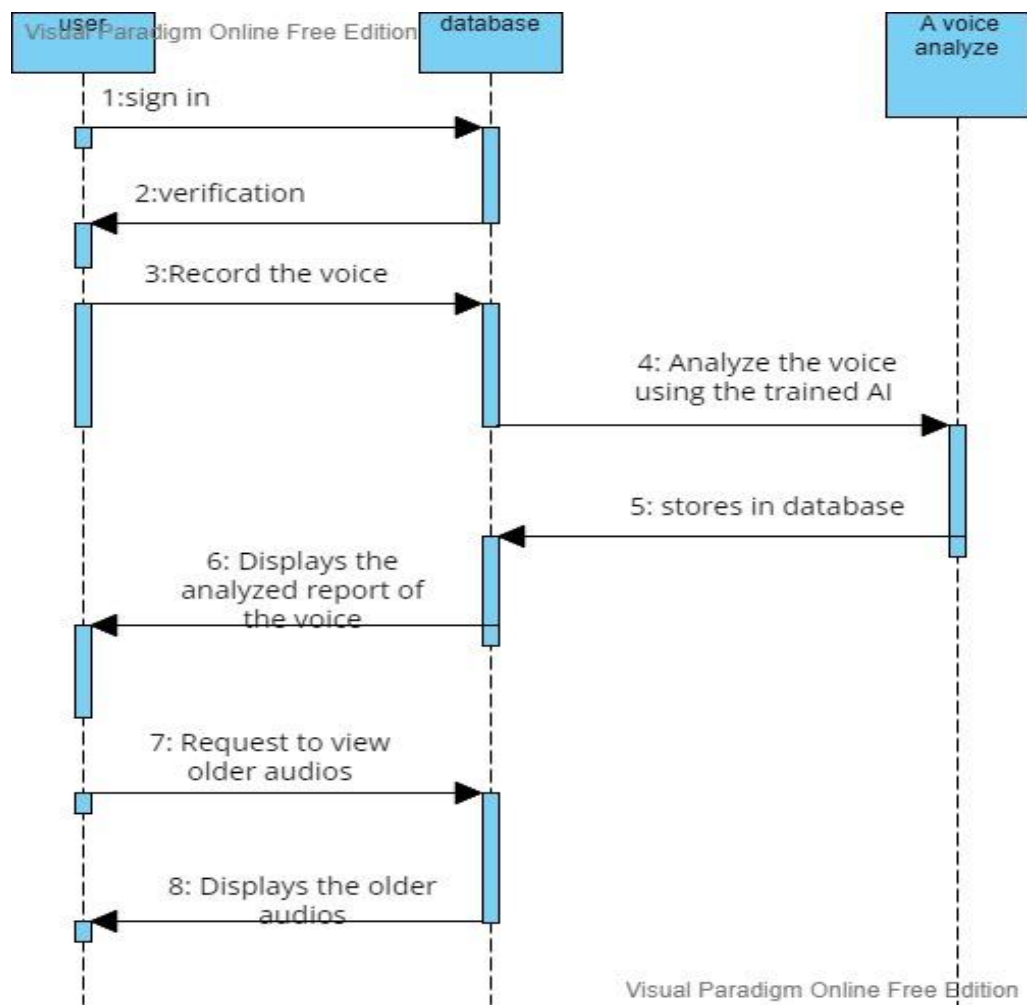 user
Visual Paradigm Online Free Edition
database
A voice
analyze
1:sign in
2:verification
3:Record the voice
4: Analyze the voice
using the trained AI
5: stores in database
6: Displays the
analyzed report of
the voice
7: Request to view
older audios
8: Displays the older
audios
Visual Paradigm Online Free Edition